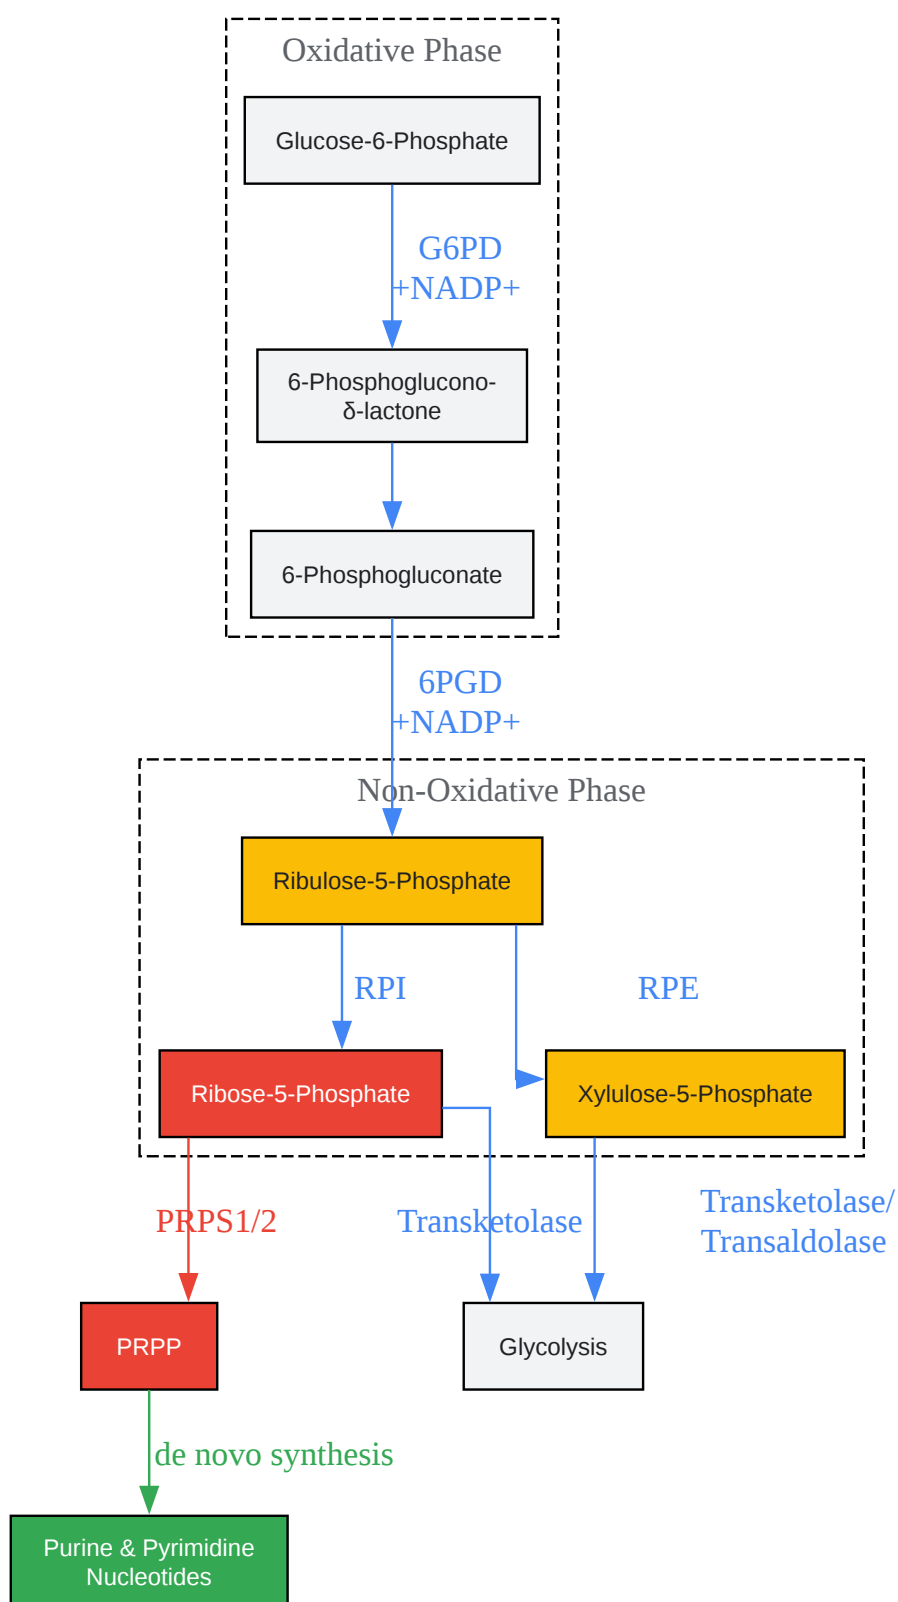 Oxidative Phase
Glucose-6-Phosphate
G6PD
+NADP+
6-Phosphoglucono-
δ-lactone
6-Phosphogluconate
6PGD
+NADP+
Non-Oxidative Phase
Ribulose-5-Phosphate
RPI
RPE
Ribose-5-Phosphate
Xylulose-5-Phosphate
PRPS1/2
Transketolase
Transketolase/
Transaldolase
PRPP
Glycolysis
de novo synthesis
Purine & Pyrimidine
Nucleotides